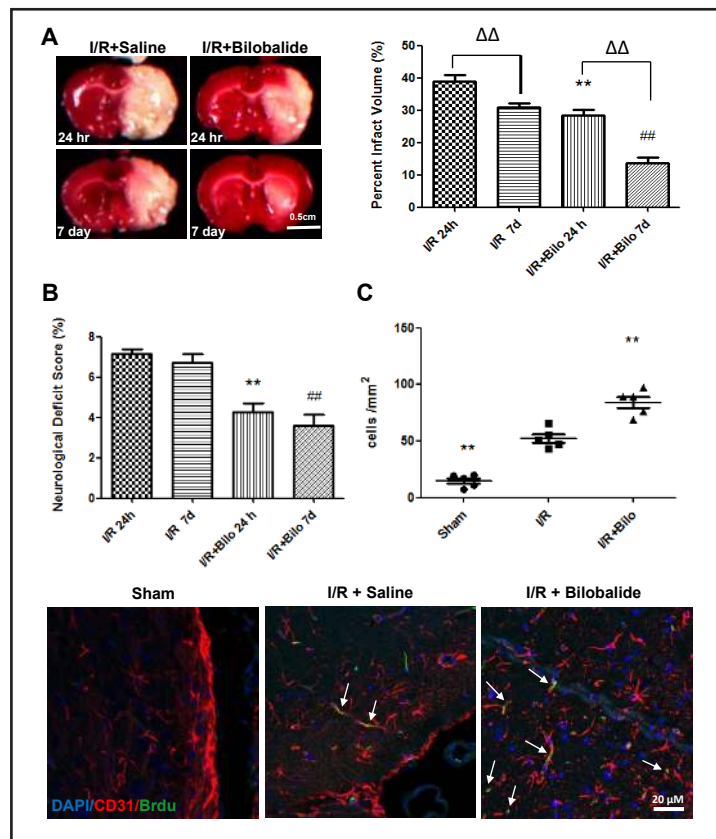 A
I/R+Saline
I/R+Bilobalide
24 hr
24 hr
7 day
7 day
0.5cm
Percent Infact Volume (%)
50
40
30
20
10
0
ΔΔ
ΔΔ
**
##
I/R 24h
I/R 7d
I/R+Bilo 24 h
I/R+Bilo 7d
B
Neurological Deficit Score (%)
8
6
4
2
0
**
##
I/R 24h
I/R 7d
I/R+Bilo 24 h
I/R+Bilo 7d
C
cells /mm²
150
100
50
0
**
**
Sham
I/R
I/R+Bilo
Sham
I/R + Saline
I/R + Bilobalide
DAPI/CD31/Brdu
20 µM